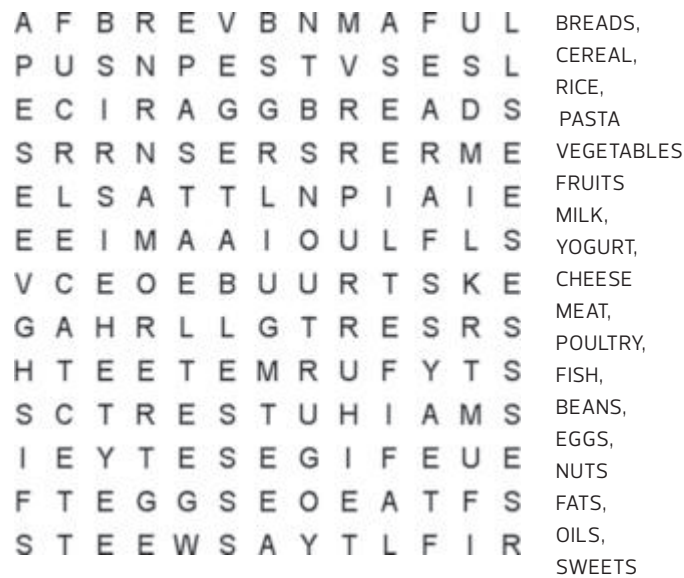 A F B R E V B N M A F U L
P U S N P E S T V S E S L
E C I R A G G B R E A D S
S R R N S E R S R E R M E
E L S A T T L N P I A I E
E E I M A A I O U L F L S
V C E O E B U U R T S K E
G A H R L L G T R E S R S
H T E E T E M R U F Y T S
S C T R E S T U H I A M S
I E Y T E S E G I F E U E
F T E G G S E O E A T F S
S T E E W S A Y T L F I R
BREADS,
CEREAL,
RICE,
PASTA
VEGETABLES
FRUITS
MILK,
YOGURT,
CHEESE
MEAT,
POULTRY,
FISH,
BEANS,
EGGS,
NUTS
FATS,
OILS,
SWEETS